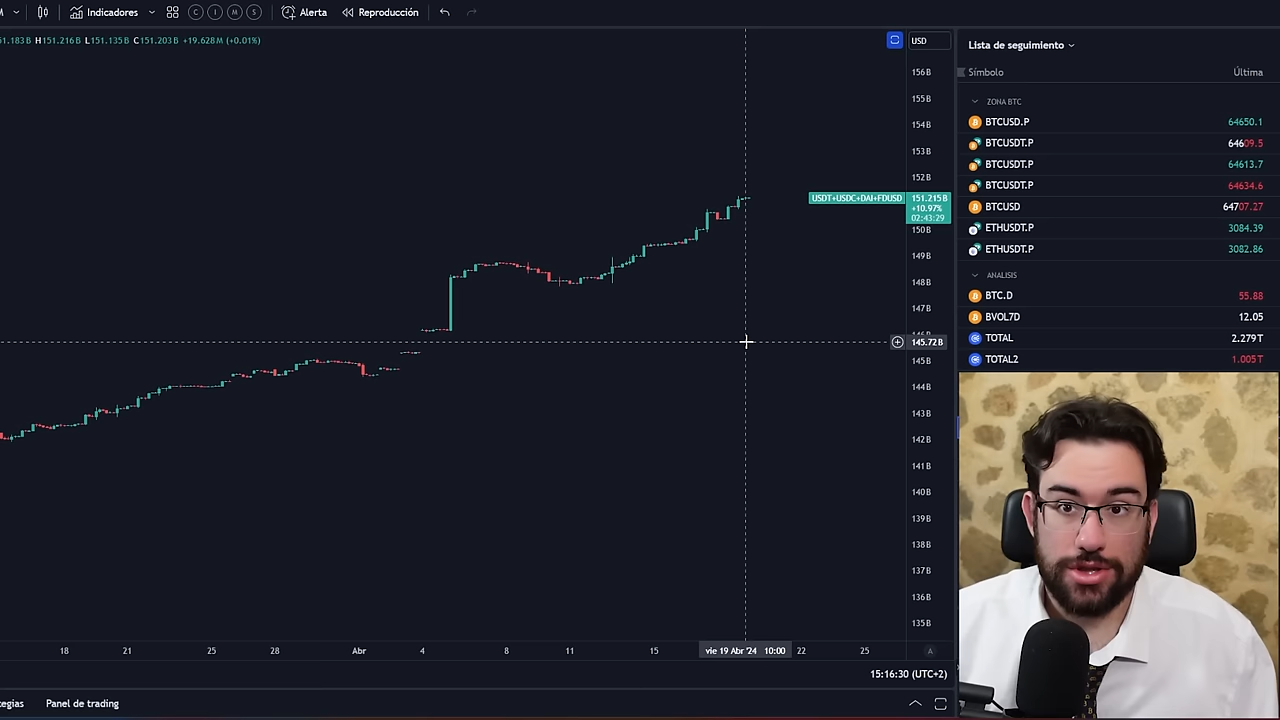 M Indicadores C I M S Alerta Reproducción
51.183B H151.216B L151.135B C151.203B +19.628M (+0.01%)
USD
156B
155B
154B
153B
152B
USDT+USDC+DAI+FDUSD 151.215B
+10.97%
02:43:29
150B
149B
148B
147B
145.72B
145B
144B
143B
142B
141B
140B
139B
138B
137B
136B
135B
18 21 25 28 Abr 4 8 11 15 vie 19 Abr '24 10:00 22 25 A
15:16:30 (UTC+2)
tegias Panel de trading
Lista de seguimiento
Símbolo Última
ZONA BTC
BTCUSD.P 64650.1
BTCUSDT.P 64609.5
BTCUSDT.P 64613.7
BTCUSDT.P 64634.6
BTCUSD 64707.27
ETHUSDT.P 3084.39
ETHUSDT.P 3082.86
ANALISIS
BTC.D 55.88
BVOL7D 12.05
TOTAL 2.279T
TOTAL2 1.005T